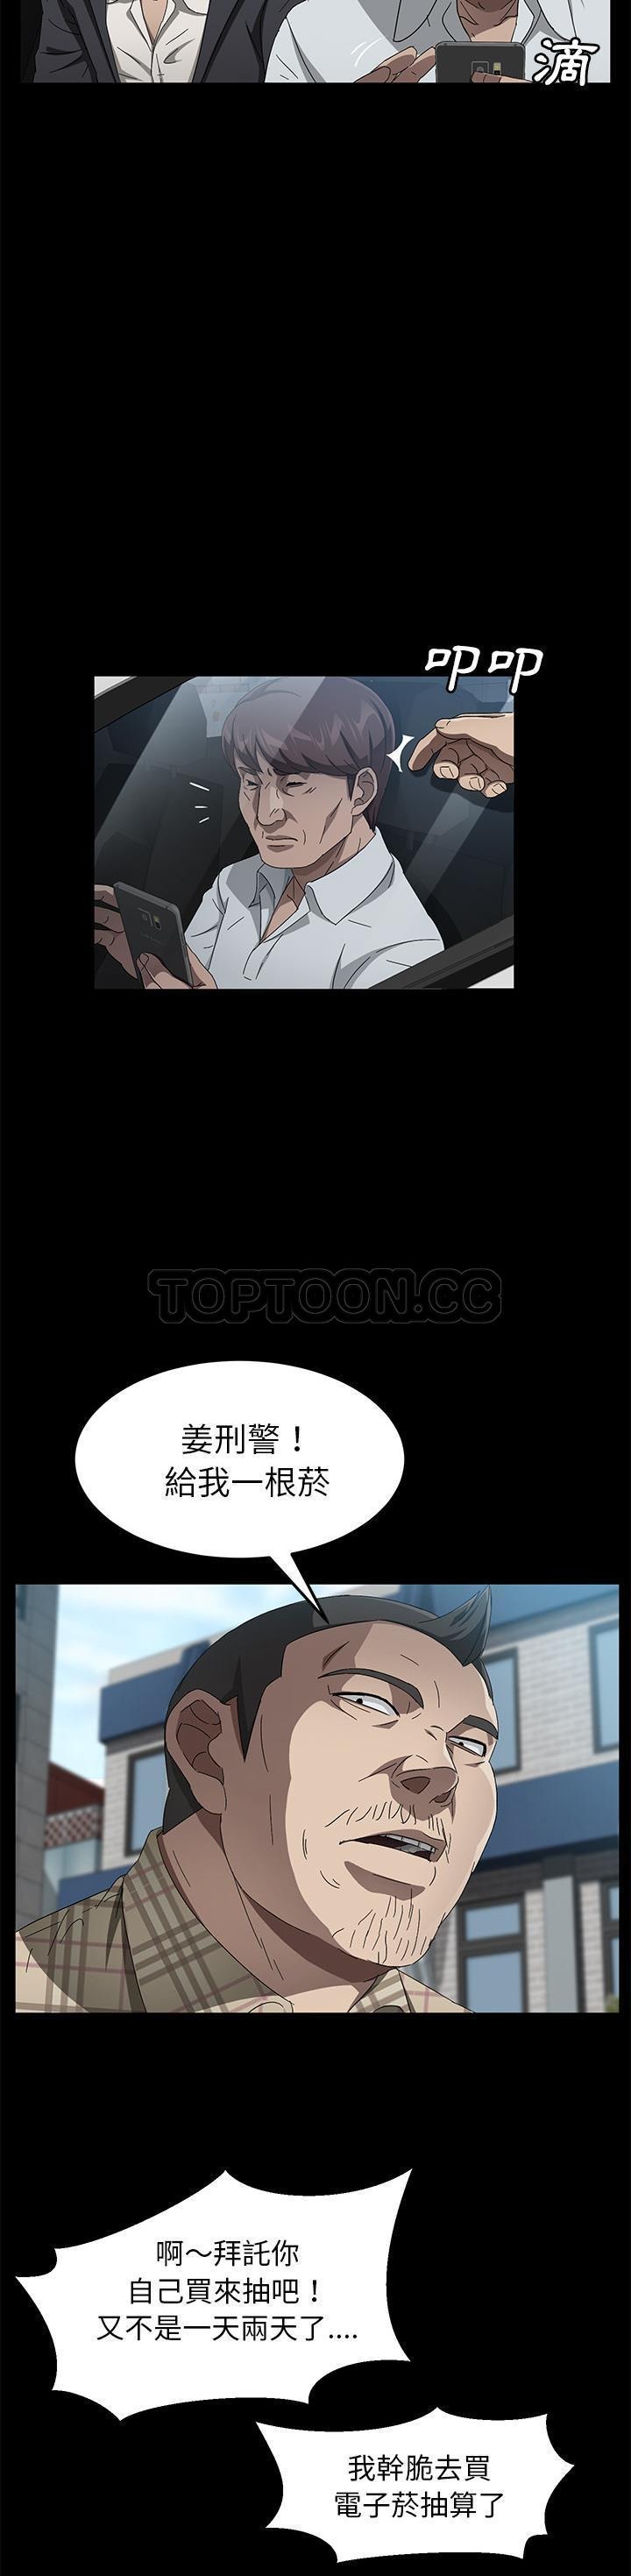 滴
叩叩
TOPTOON.CC
姜刑警！
給我一根菸
啊～拜託你
自己買來抽吧！
又不是一天兩天了....
我幹脆去買
電子菸抽算了